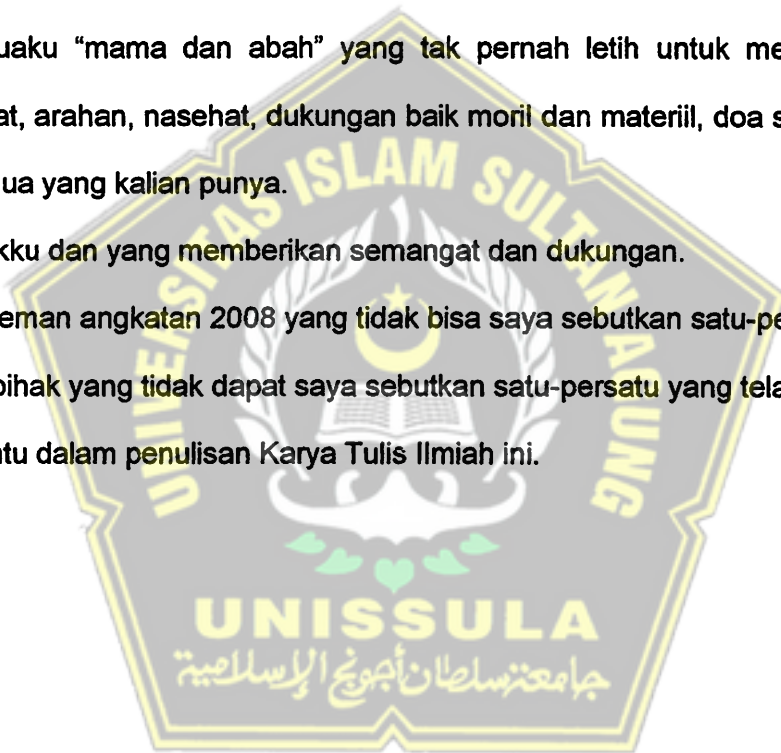 uaku “mama dan abah” yang tak pernah letih untuk me
at, arahan, nasehat, dukungan baik moril dan materiil, doa s
ua yang kalian punya.
kku dan yang memberikan semangat dan dukungan.
eman angkatan 2008 yang tidak bisa saya sebutkan satu-pe
pihak yang tidak dapat saya sebutkan satu-persatu yang tela
ntu dalam penulisan Karya Tulis Ilmiah ini.
UNIVERSITAS ISLAM SULTAN AGUNG
UNISSULA
جامعتسلطان أجونج الإسلامية